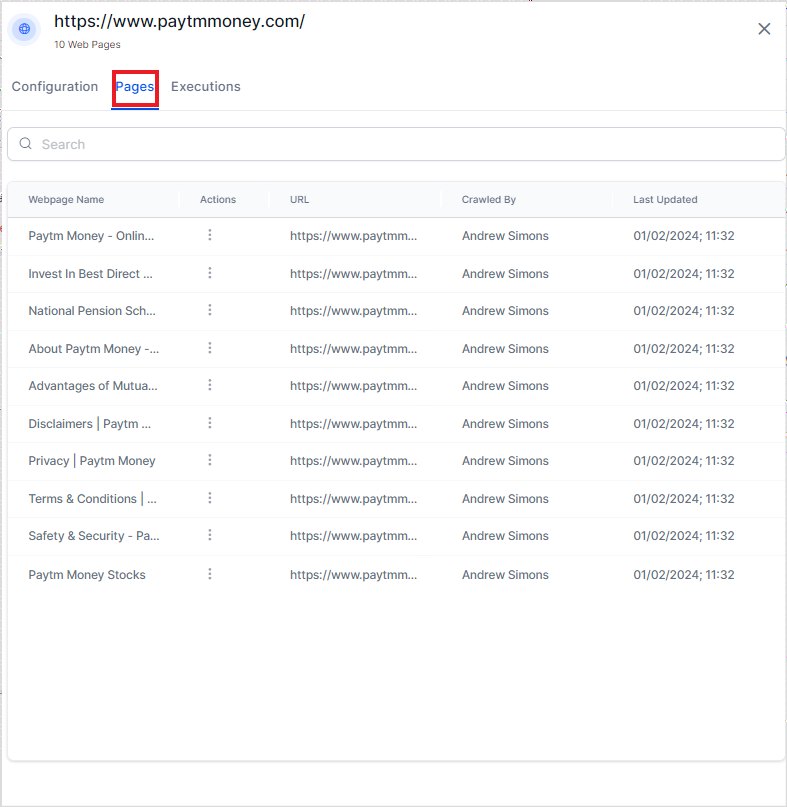 https://www.paytmmoney.com/
10 Web Pages
Configuration Pages Executions
Search
Webpage Name Actions URL Crawled By Last Updated
Paytm Money - Onlin... https://www.paytmm... Andrew Simons 01/02/2024; 11:32
Invest In Best Direct ... https://www.paytmm... Andrew Simons 01/02/2024; 11:32
National Pension Sch... https://www.paytmm... Andrew Simons 01/02/2024; 11:32
About Paytm Money -... https://www.paytmm... Andrew Simons 01/02/2024; 11:32
Advantages of Mutua... https://www.paytmm... Andrew Simons 01/02/2024; 11:32
Disclaimers | Paytm ... https://www.paytmm... Andrew Simons 01/02/2024; 11:32
Privacy | Paytm Money https://www.paytmm... Andrew Simons 01/02/2024; 11:32
Terms & Conditions | ... https://www.paytmm... Andrew Simons 01/02/2024; 11:32
Safety & Security - Pa... https://www.paytmm... Andrew Simons 01/02/2024; 11:32
Paytm Money Stocks https://www.paytmm... Andrew Simons 01/02/2024; 11:32